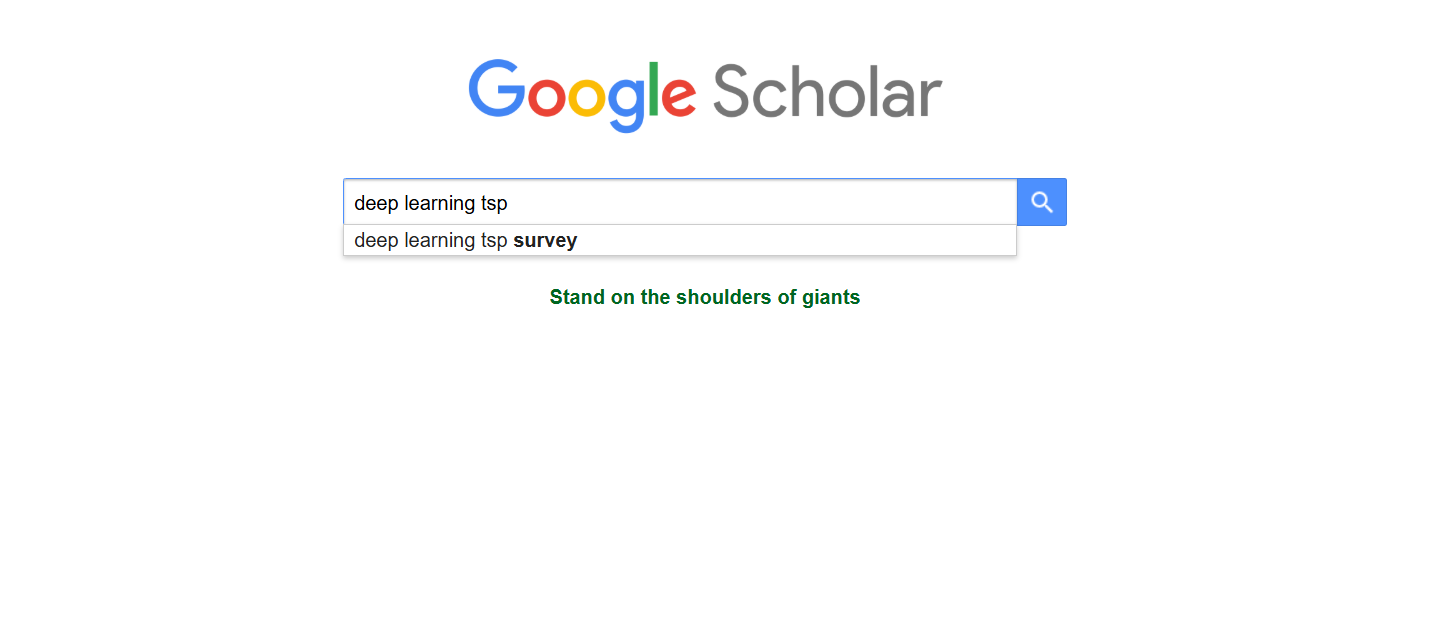 Google Scholar
deep learning tsp
deep learning tsp survey
Stand on the shoulders of giants